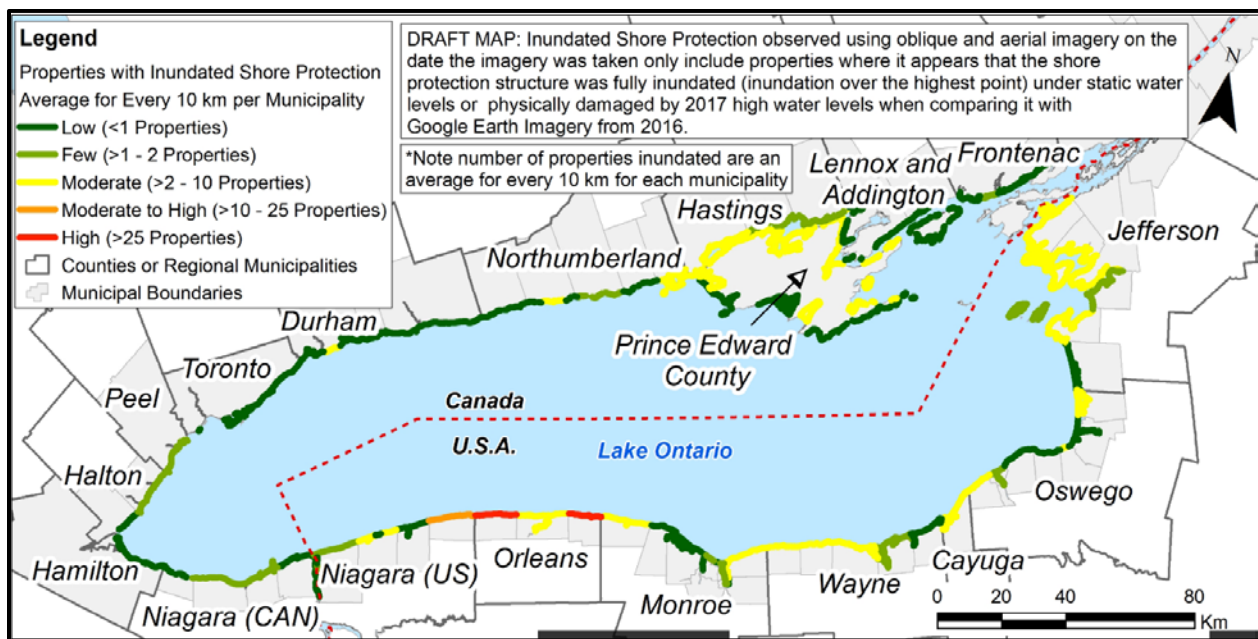 Legend
Properties with Inundated Shore Protection
Average for Every 10 km per Municipality
Low (<1 Properties)
Few (>1 - 2 Properties)
Moderate (>2 - 10 Properties)
Moderate to High (>10 - 25 Properties)
High (>25 Properties)
Counties or Regional Municipalities
Municipal Boundaries
DRAFT MAP: Inundated Shore Protection observed using oblique and aerial imagery on the
date the imagery was taken only include properties where it appears that the shore
protection structure was fully inundated (inundation over the highest point) under static water
levels or physically damaged by 2017 high water levels when comparing it with
Google Earth Imagery from 2016.
*Note number of properties inundated are an
average for every 10 km for each municipality
N
Lennox and
Addington
Frontenac
Hastings
Jefferson
Northumberland
Durham
Prince Edward
County
Toronto
Peel
Canada
U.S.A.
Lake Ontario
Halton
Oswego
Hamilton
Niagara (US)
Orleans
Cayuga
Wayne
Niagara (CAN)
Monroe
0 20 40 80
Km